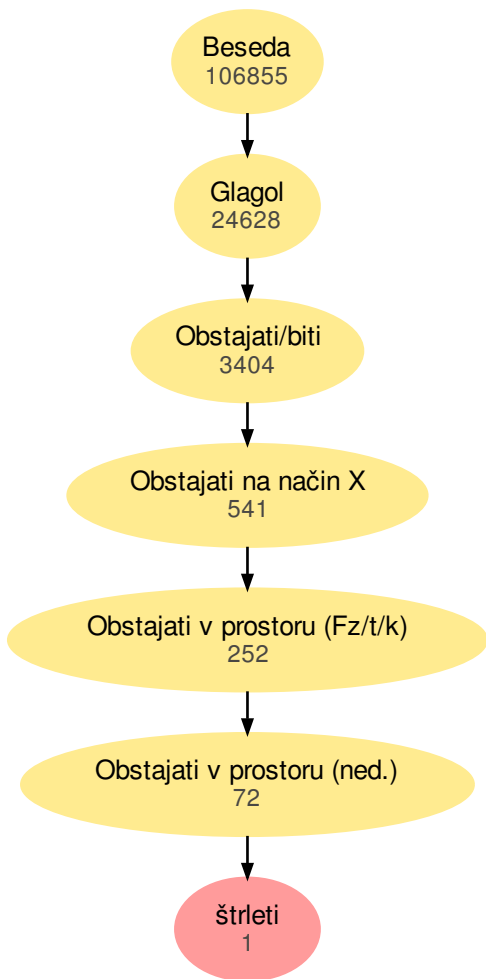 Beseda
106855
Glagol
24628
Obstajati/biti
3404
Obstajati na način X
541
Obstajati v prostoru (Fz/t/k)
252
Obstajati v prostoru (ned.)
72
štrleti
1